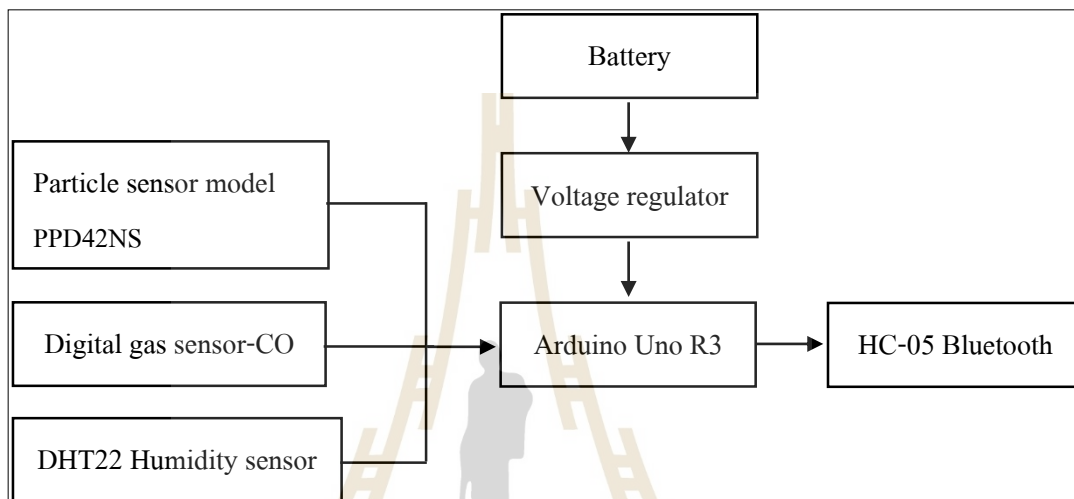 Battery
Particle sensor model
PPD42NS
Voltage regulator
Digital gas sensor-CO
Arduino Uno R3
HC-05 Bluetooth
DHT22 Humidity sensor